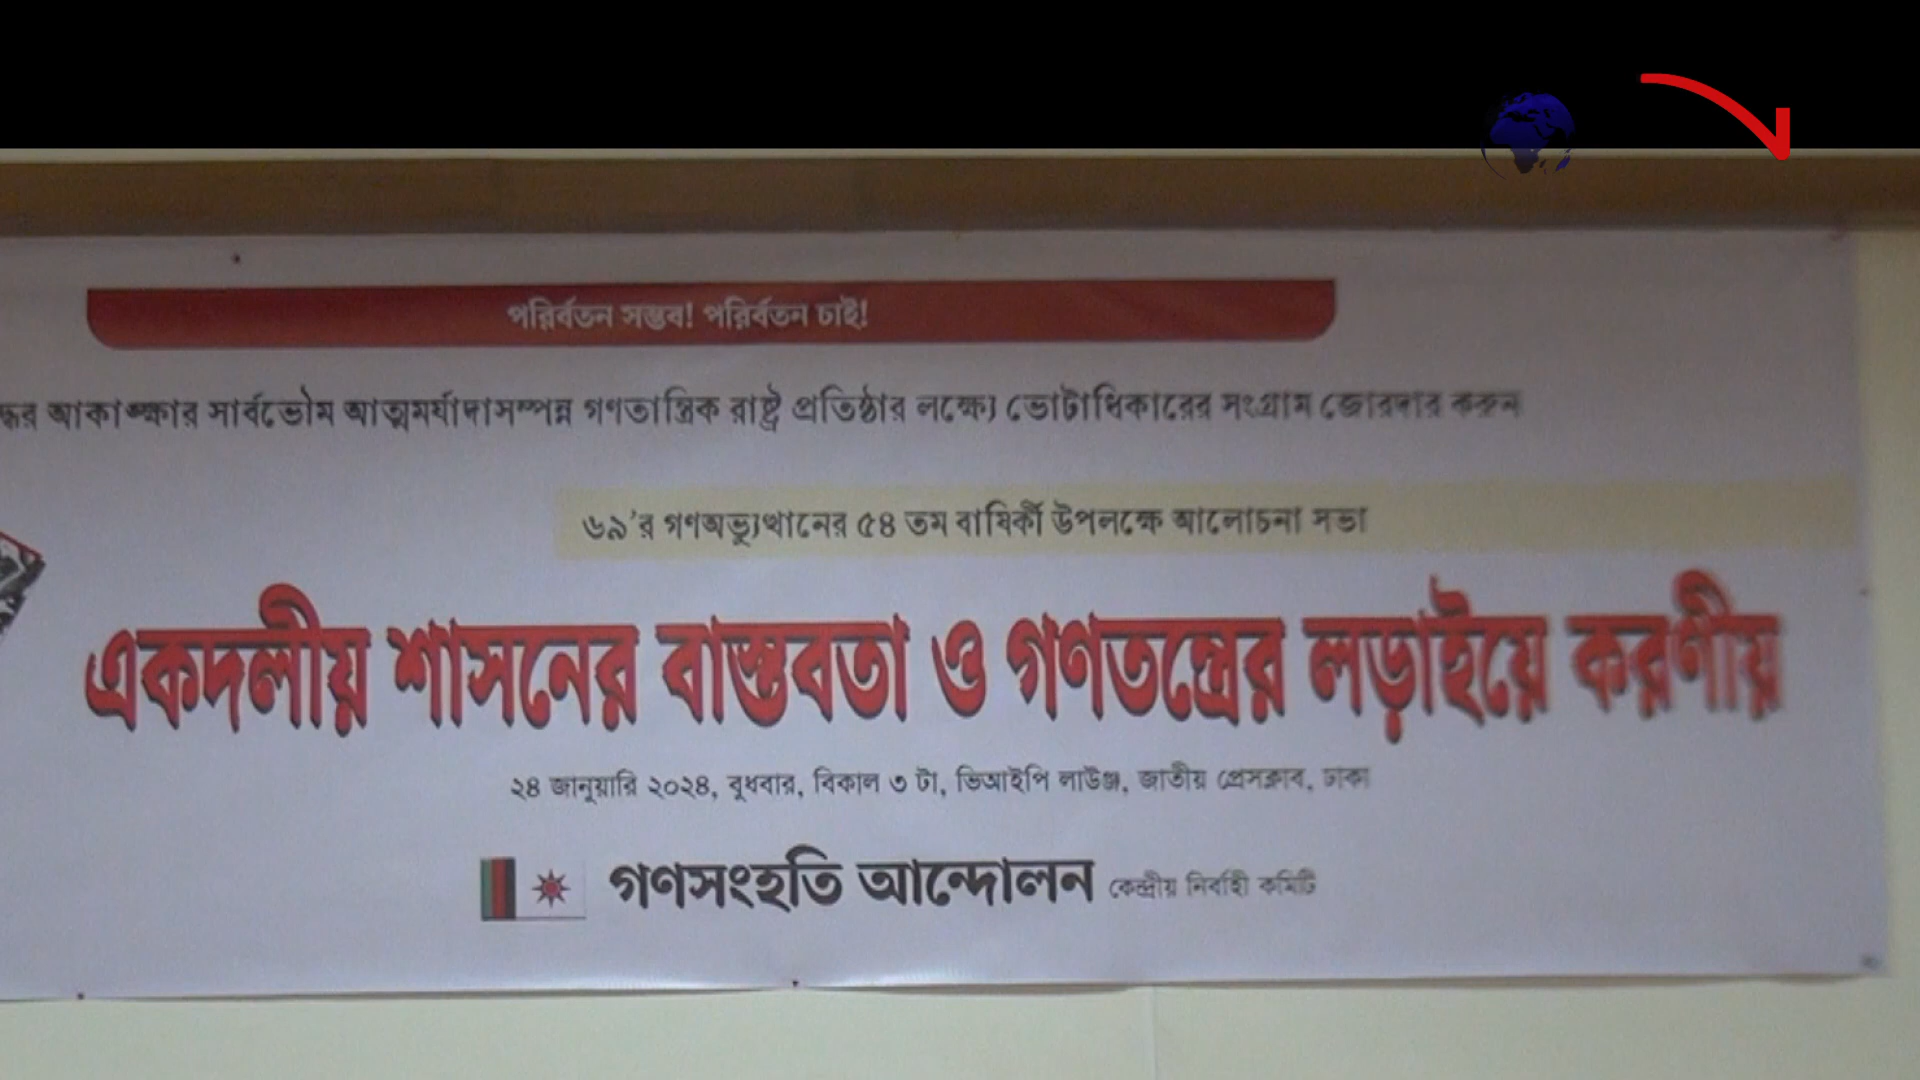 পরিবর্তন সম্ভব! পরিবর্তন চাই!
আকাঙ্ক্ষার সার্বভৌম আত্মমর্যাদাসম্পন্ন গণতান্ত্রিক রাষ্ট্র প্রতিষ্ঠার লক্ষ্যে ভোটাধিকারের সংগ্রাম জোরদার করুন
৬৯’র গণঅভ্যুত্থানের ৫৪ তম বার্ষিকী উপলক্ষে আলোচনা সভা
একদলীয় শাসনের বাস্তবতা ও গণতন্ত্রের লড়াইয়ে করণীয়
২৪ জানুয়ারি ২০২৪, বুধবার, বিকাল ৩ টা, ভিআইপি লাউঞ্জ, জাতীয় প্রেসক্লাব, ঢাকা
গণসংহতি আন্দোলন কেন্দ্রীয় নির্বাহী কমিটি